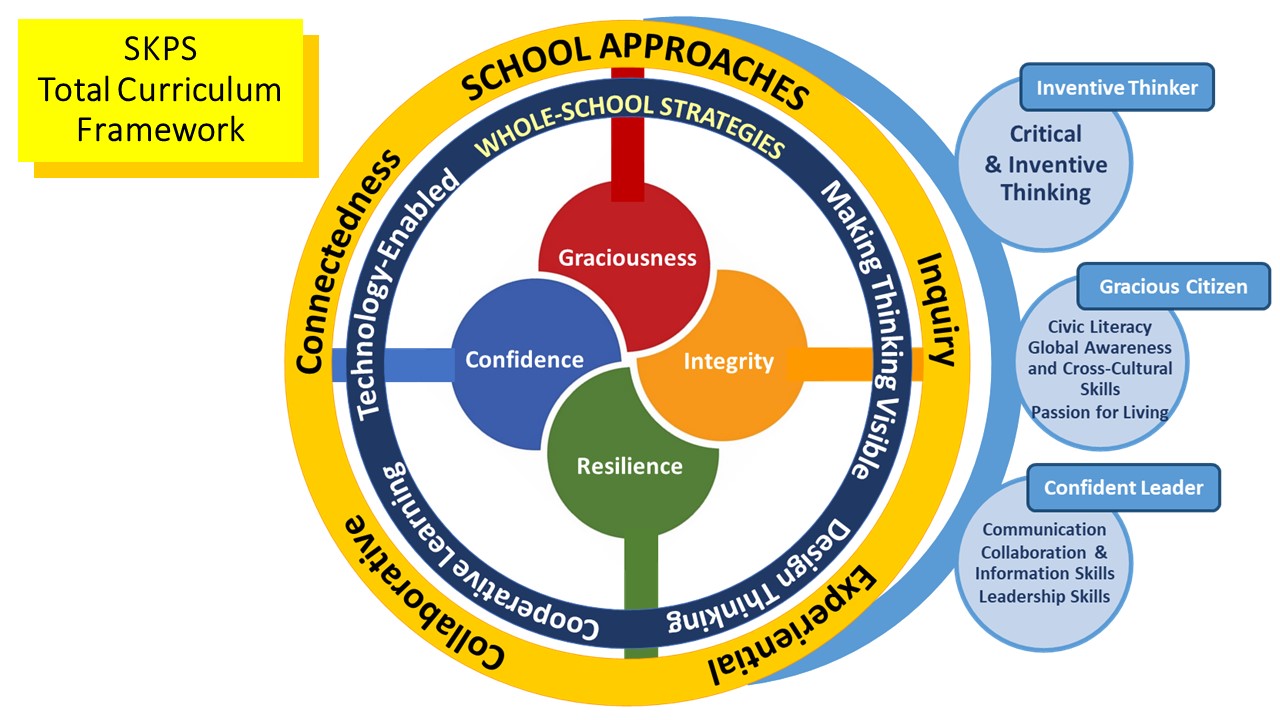 SKPS
Total Curriculum
Framework
SCHOOL APPROACHES
Connectedness
Inquiry
Experiential
Collaborative
WHOLE-SCHOOL STRATEGIES
Technology-Enabled
Making Thinking Visible
Design Thinking
Cooperative Learning
Graciousness
Confidence
Integrity
Resilience
Inventive Thinker
Critical
& Inventive
Thinking
Gracious Citizen
Civic Literacy
Global Awareness
and Cross-Cultural
Skills
Passion for Living
Confident Leader
Communication
Collaboration &
Information Skills
Leadership Skills